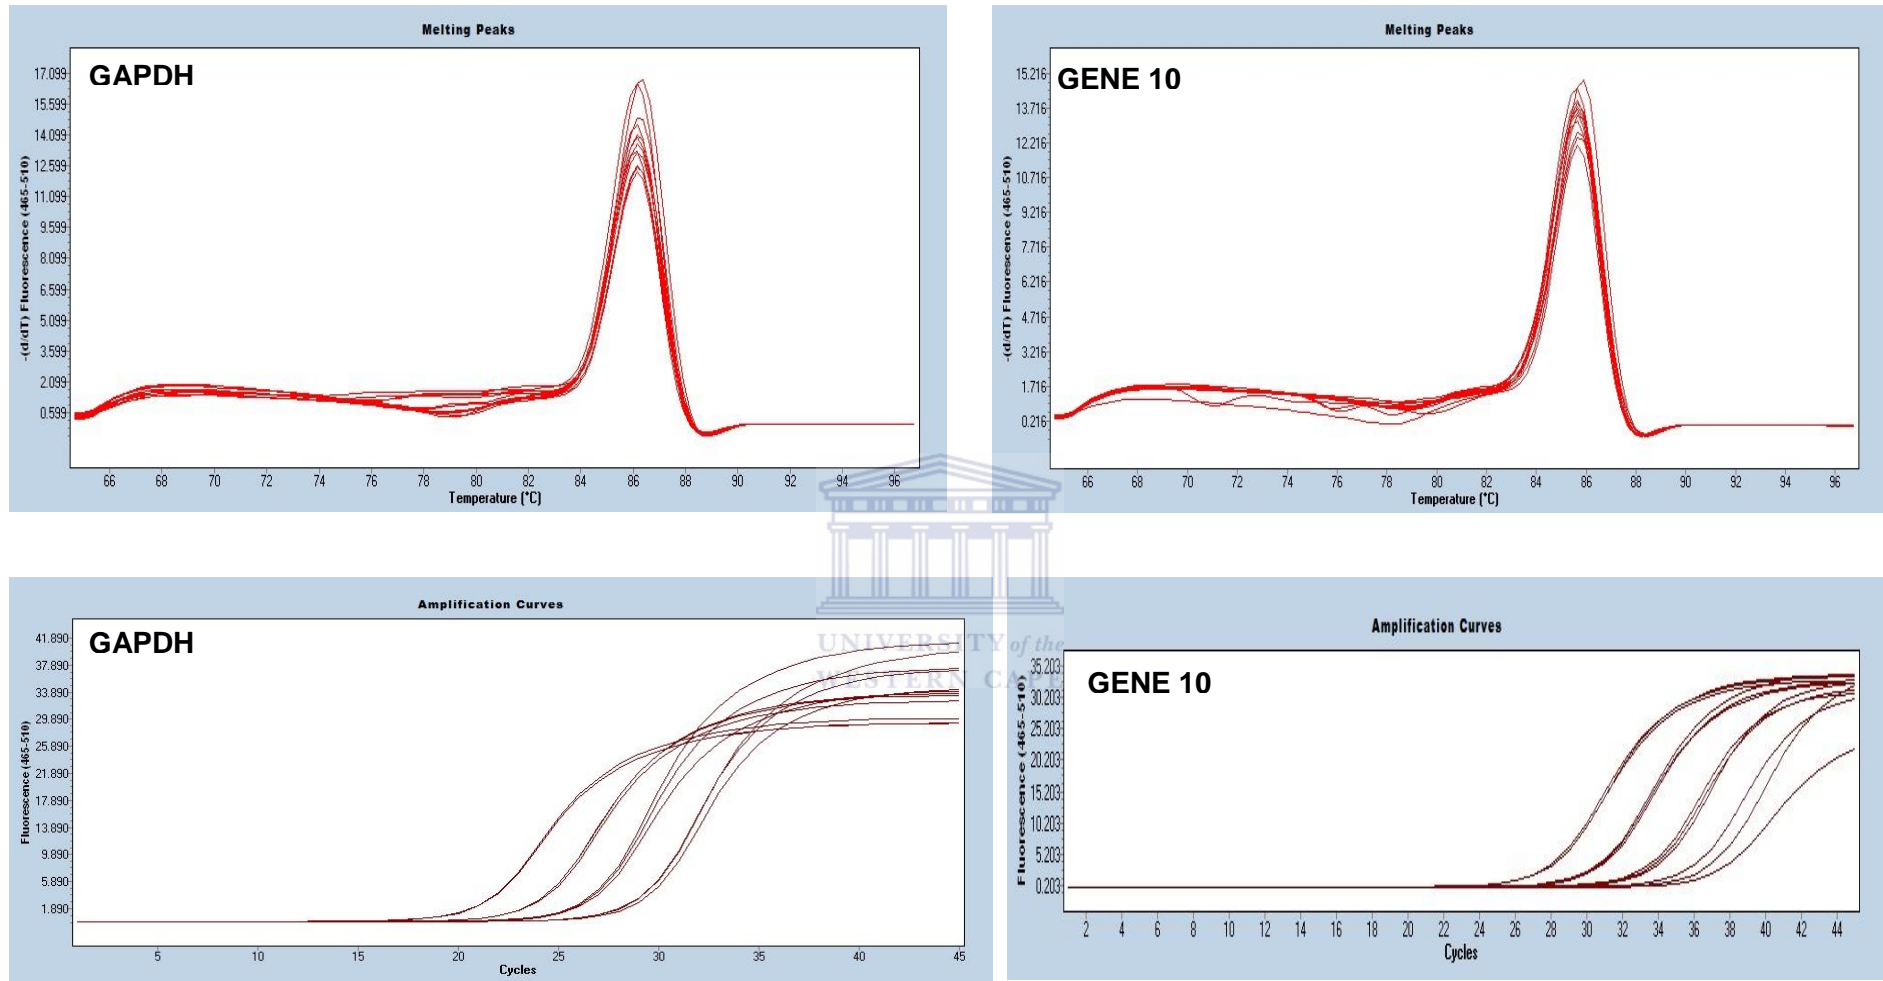 Melting Peaks
GAPDH
-(d/dT) Fluorescence (465-510)
17.099
15.599
14.099
12.599
11.099
9.599
8.099
6.599
5.099
3.599
2.099
0.599
66 68 70 72 74 76 78 80 82 84 86 88 90 92 94 96
Temperature (°C)
Melting Peaks
GENE 10
-(d/dT) Fluorescence (465-510)
15.216
13.716
12.216
10.716
9.216
7.716
6.216
4.716
3.216
1.716
0.216
66 68 70 72 74 76 78 80 82 84 86 88 90 92 94 96
Temperature (°C)
UNIVERSITY of the
WESTERN CAPE
Amplification Curves
GAPDH
Fluorescence (465-510)
41.890
37.890
33.890
29.890
25.890
21.890
17.890
13.890
9.890
5.890
1.890
5 10 15 20 25 30 35 40 45
Cycles
Amplification Curves
GENE 10
Fluorescence (465-510)
35.203
30.203
25.203
20.203
15.203
10.203
5.203
0.203
2 4 6 8 10 12 14 16 18 20 22 24 26 28 30 32 34 36 38 40 42 44
Cycles